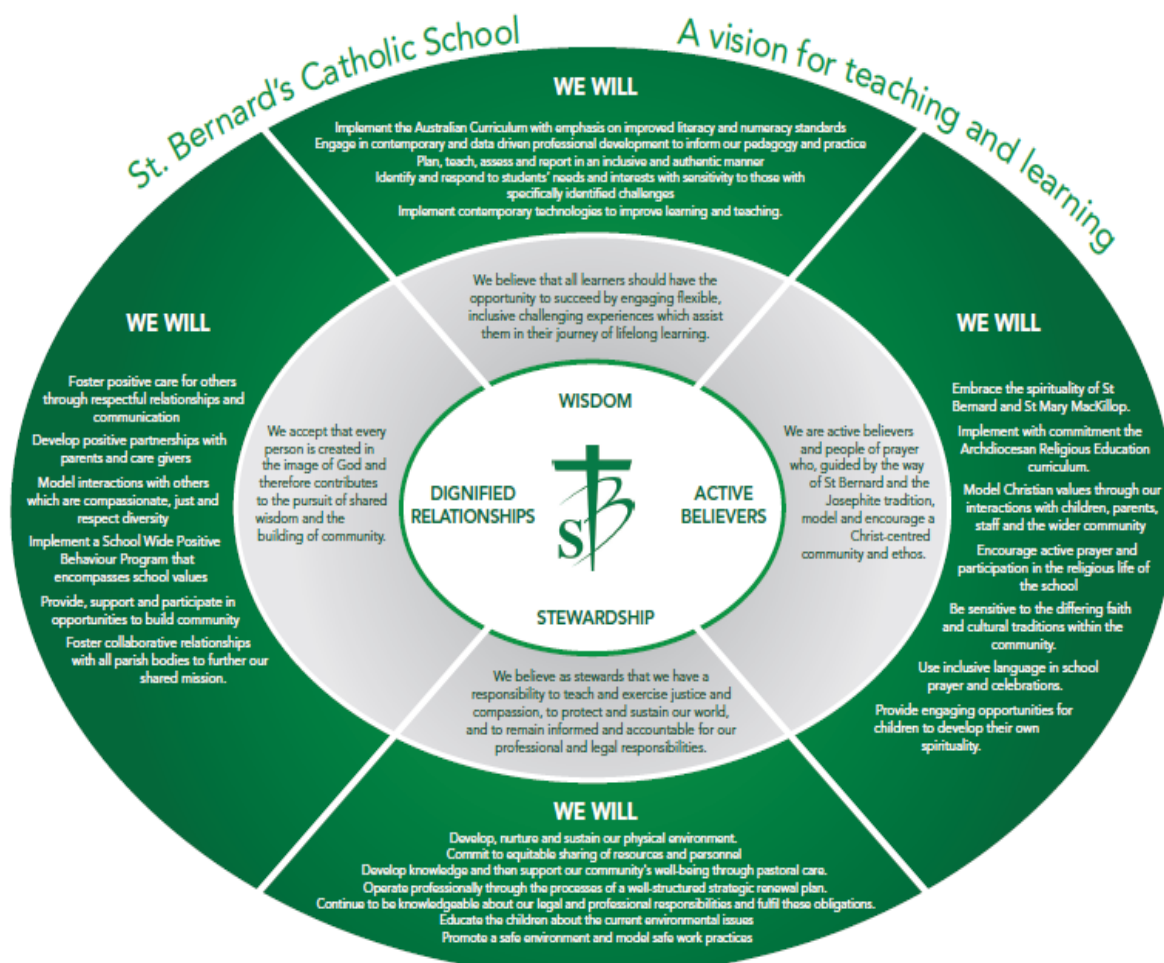 St. Bernard's Catholic School
A vision for teaching and learning
WE WILL
Implement the Australian Curriculum with emphasis on improved literacy and numeracy standards
Engage in contemporary and data driven professional development to inform our pedagogy and practice
Plan, teach, assess and report in an inclusive and authentic manner
Identify and respond to students' needs and interests with sensitivity to those with
specifically identified challenges
Implement contemporary technologies to improve learning and teaching.
We believe that all learners should have the
opportunity to succeed by engaging flexible,
inclusive challenging experiences which assist
them in their journey of lifelong learning.
WE WILL
Foster positive care for others
through respectful relationships and
communication
Develop positive partnerships with
parents and care givers
Model interactions with others
which are compassionate, just and
respect diversity
Implement a School Wide Positive
Behaviour Program that
encompasses school values
Provide, support and participate in
opportunities to build community
Foster collaborative relationships
with all parish bodies to further our
shared mission.
We accept that every
person is created in
the image of God and
therefore contributes
to the pursuit of shared
wisdom and the
building of community.
WISDOM
DIGNIFIED
RELATIONSHIPS
StB
ACTIVE
BELIEVERS
STEWARDSHIP
We are active believers
and people of prayer
who, guided by the way
of St Bernard and the
Josephite tradition,
model and encourage a
Christ-centred
community and ethos.
WE WILL
Embrace the spirituality of St
Bernard and St Mary MacKillop.
Implement with commitment the
Archdiocesan Religious Education
curriculum.
Model Christian values through our
interactions with children, parents,
staff and the wider community
Encourage active prayer and
participation in the religious life of
the school
Be sensitive to the differing faith
and cultural traditions within the
community.
Use inclusive language in school
prayer and celebrations.
Provide engaging opportunities for
children to develop their own
spirituality.
We believe as stewards that we have a
responsibility to teach and exercise justice and
compassion, to protect and sustain our world,
and to remain informed and accountable for our
professional and legal responsibilities.
WE WILL
Develop, nurture and sustain our physical environment.
Commit to equitable sharing of resources and personnel
Develop knowledge and then support our community's well-being through pastoral care.
Operate professionally through the processes of a well-structured strategic renewal plan.
Continue to be knowledgeable about our legal and professional responsibilities and fulfil these obligations.
Educate the children about the current environmental issues
Promote a safe environment and model safe work practices